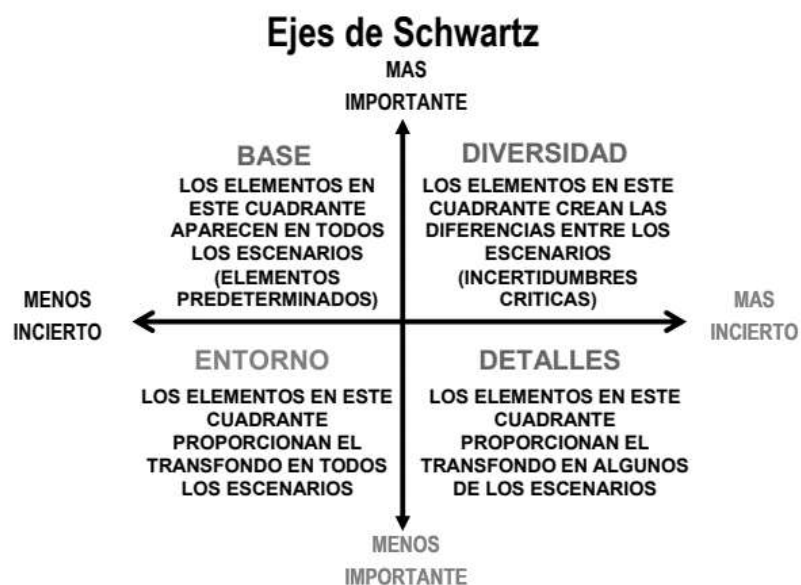 Ejes de Schwartz
MAS
IMPORTANTE
BASE
LOS ELEMENTOS EN
ESTE CUADRANTE
APARECEN EN TODOS
LOS ESCENARIOS
(ELEMENTOS
PREDETERMINADOS)
DIVERSIDAD
LOS ELEMENTOS EN ESTE
CUADRANTE CREAN LAS
DIFERENCIAS ENTRE LOS
ESCENARIOS
(INCERTIDUMBRES
CRITICAS)
MENOS
INCIERTO
MAS
INCIERTO
ENTORNO
LOS ELEMENTOS EN ESTE
CUADRANTE
PROPORCIONAN EL
TRANSFONDO EN TODOS
LOS ESCENARIOS
DETALLES
LOS ELEMENTOS EN ESTE
CUADRANTE
PROPORCIONAN EL
TRANSFONDO EN ALGUNOS
DE LOS ESCENARIOS
MENOS
IMPORTANTE